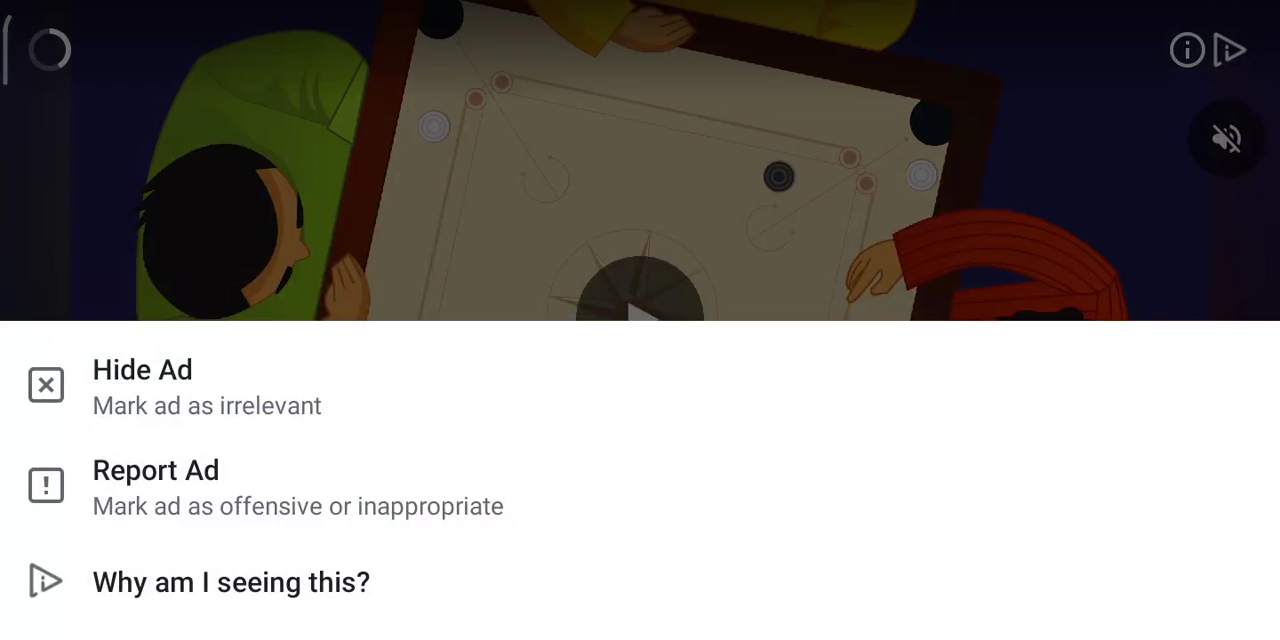 Hide Ad
Mark ad as irrelevant
Report Ad
Mark ad as offensive or inappropriate
Why am I seeing this?